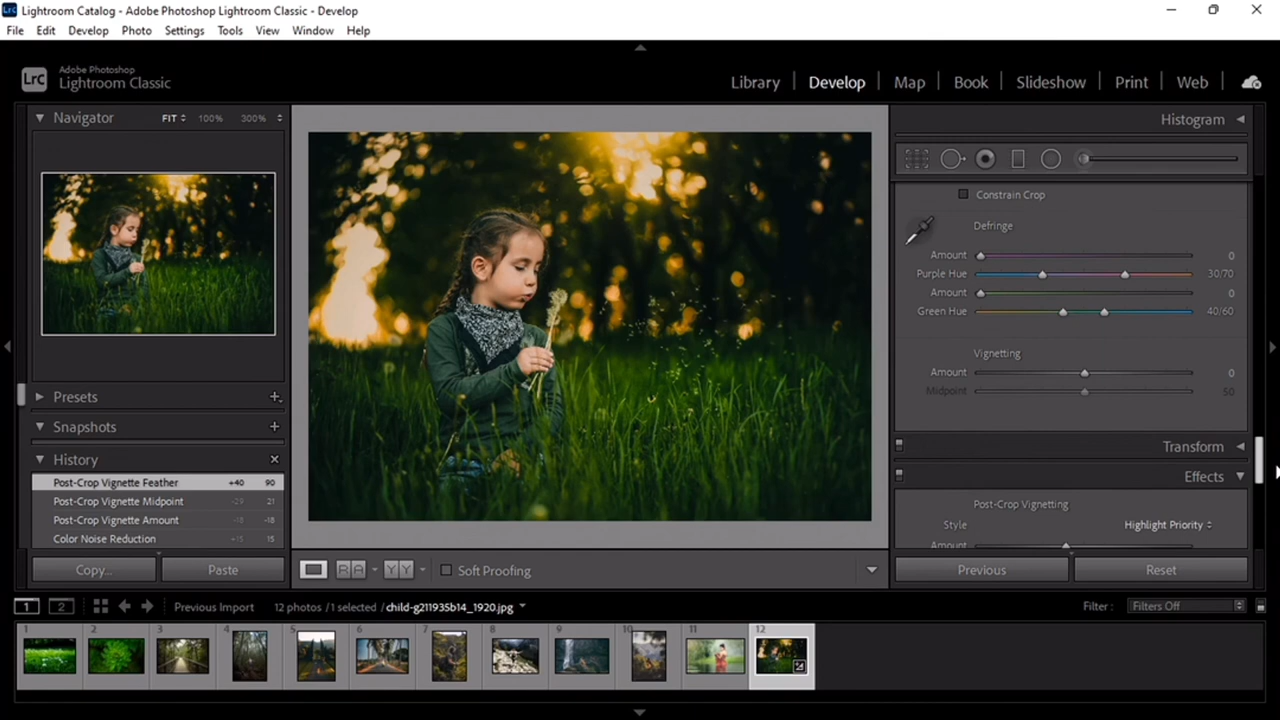 Lrc Lightroom Catalog - Adobe Photoshop Lightroom Classic - Develop
File Edit Develop Photo Settings Tools View Window Help
LrC Adobe Photoshop
Lightroom Classic
Library Develop Map Book Slideshow Print Web
Navigator FIT 100% 300%
Histogram
Constrain Crop
Defringe
Amount 0
Purple Hue 30/70
Amount 0
Green Hue 40/60
Vignetting
Amount 0
Midpoint 50
Presets
Snapshots
History
Post-Crop Vignette Feather +40 90
Post-Crop Vignette Midpoint -29 21
Post-Crop Vignette Amount -18 -18
Color Noise Reduction +15 15
Transform
Effects
Post-Crop Vignetting
Style Highlight Priority
Amount
Copy... Paste
R A Y Y Soft Proofing
Previous Reset
1 2 Previous Import 12 photos / 1 selected / child-g211935b14_1920.jpg Filter : Filters Off
1 2 3 4 5 6 7 8 9 10 11 12